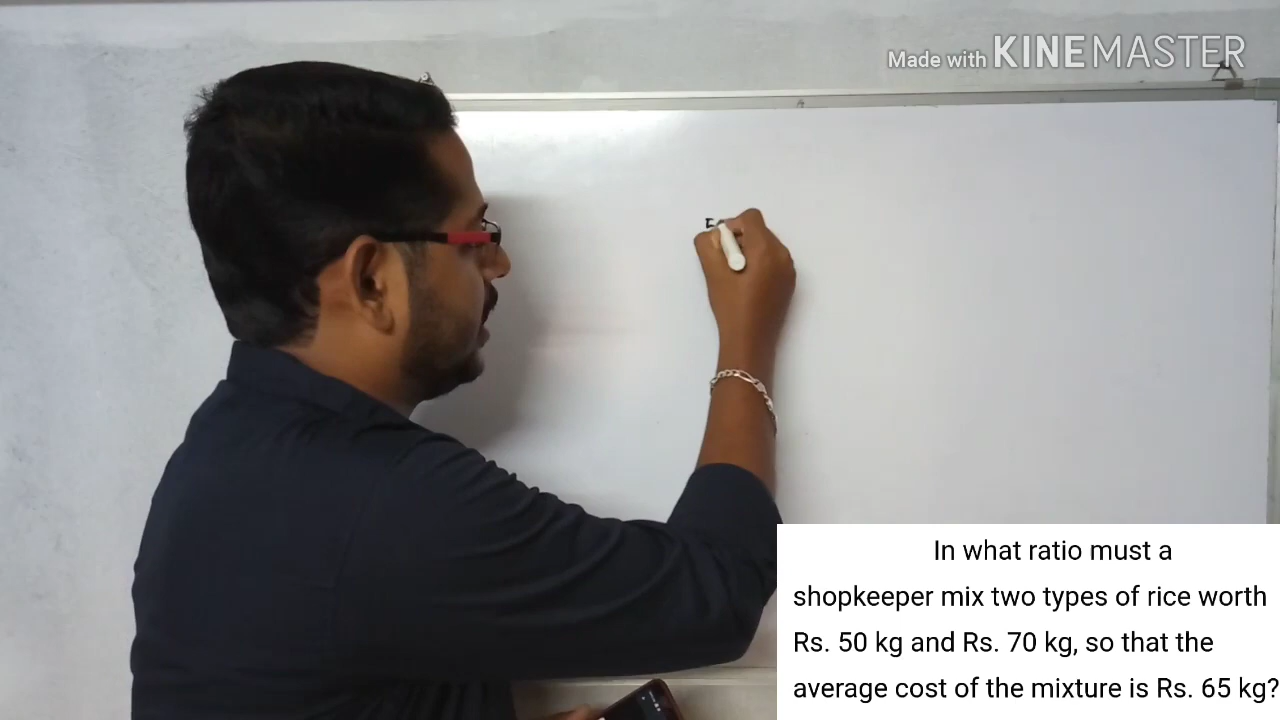 Made with KINEMASTER
In what ratio must a
shopkeeper mix two types of rice worth
Rs. 50 kg and Rs. 70 kg, so that the
average cost of the mixture is Rs. 65 kg?